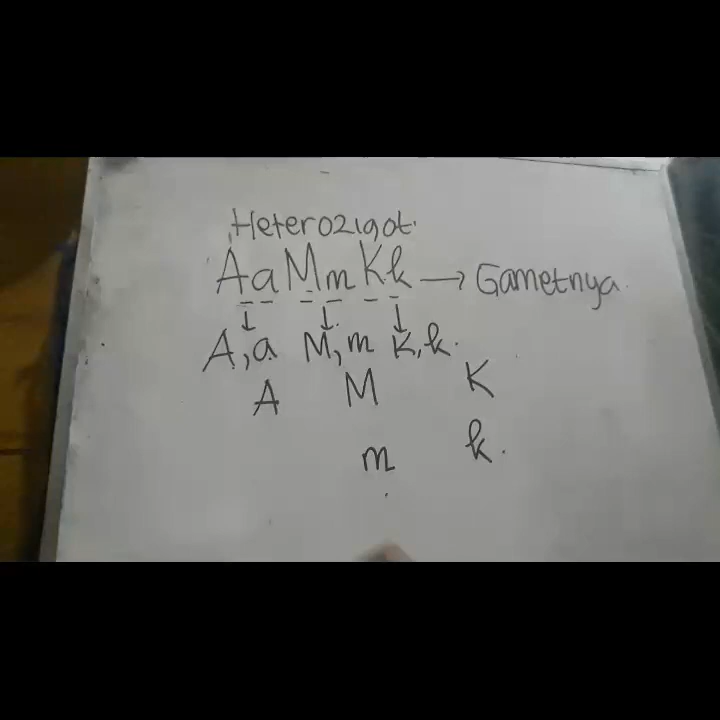 Heterozigot.
AaMmKk → Gametnya.
↓ ↓ ↓
A,a M,m K,k.
A M K
m k.